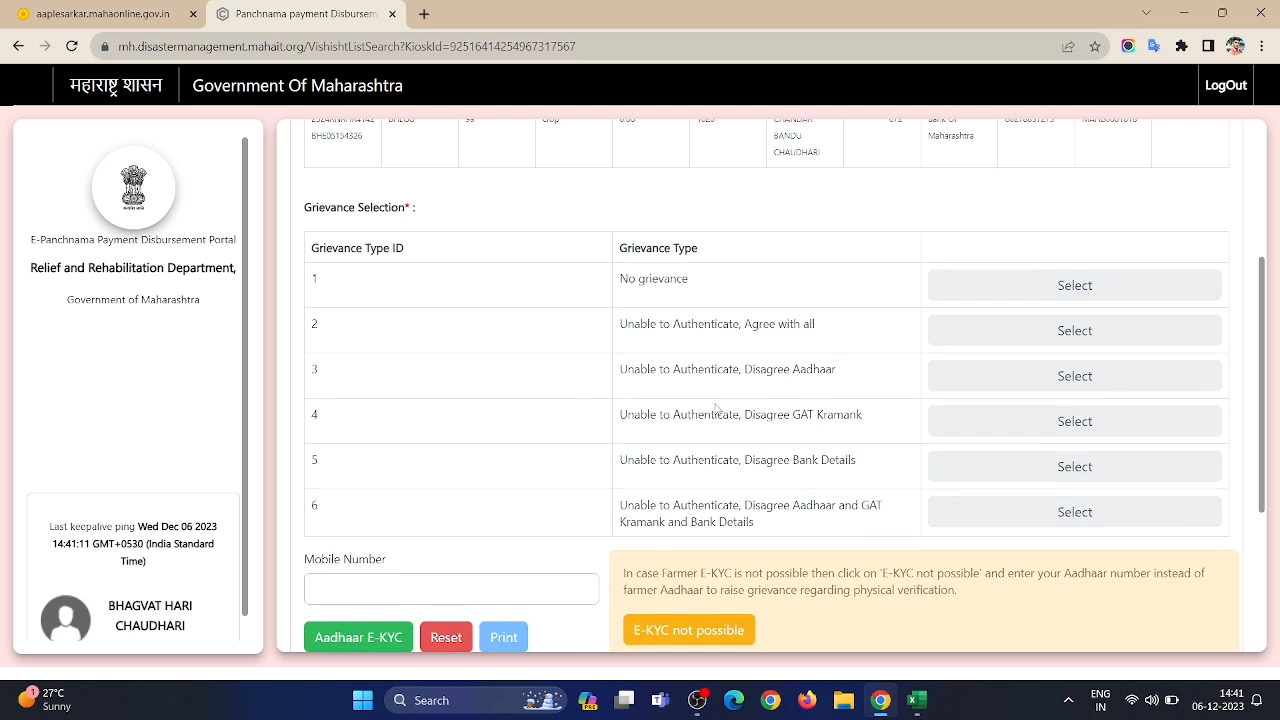 aaplesarkar.mahaonline.gov.in
Panchnama payment Disbursem
mh.disastermanagement.mahait.org/VishishtListSearch?KioskId=92516414254967317567
महाराष्ट्र शासन
Government Of Maharashtra
LogOut
E-Panchnama Payment Disbursement Portal
Relief and Rehabilitation Department,
Government of Maharashtra
Last keepalive ping Wed Dec 06 2023
14:41:11 GMT+0530 (India Standard
Time)
BHAGVAT HARI
CHAUDHARI
BHE05154326
BANDU
CHAUDHARI
Maharashtra
Grievance Selection* :
Grievance Type ID Grievance Type
1 No grievance Select
2 Unable to Authenticate, Agree with all Select
3 Unable to Authenticate, Disagree Aadhaar Select
4 Unable to Authenticate, Disagree GAT Kramank Select
5 Unable to Authenticate, Disagree Bank Details Select
6 Unable to Authenticate, Disagree Aadhaar and GAT
Kramank and Bank Details Select
Mobile Number
Aadhaar E-KYC Reset Print
In case Farmer E-KYC is not possible then click on 'E-KYC not possible' and enter your Aadhaar number instead of
farmer Aadhaar to raise grievance regarding physical verification.
E-KYC not possible
1
27°C
Sunny
Search
PRE
ENG
IN
14:41
06-12-2023